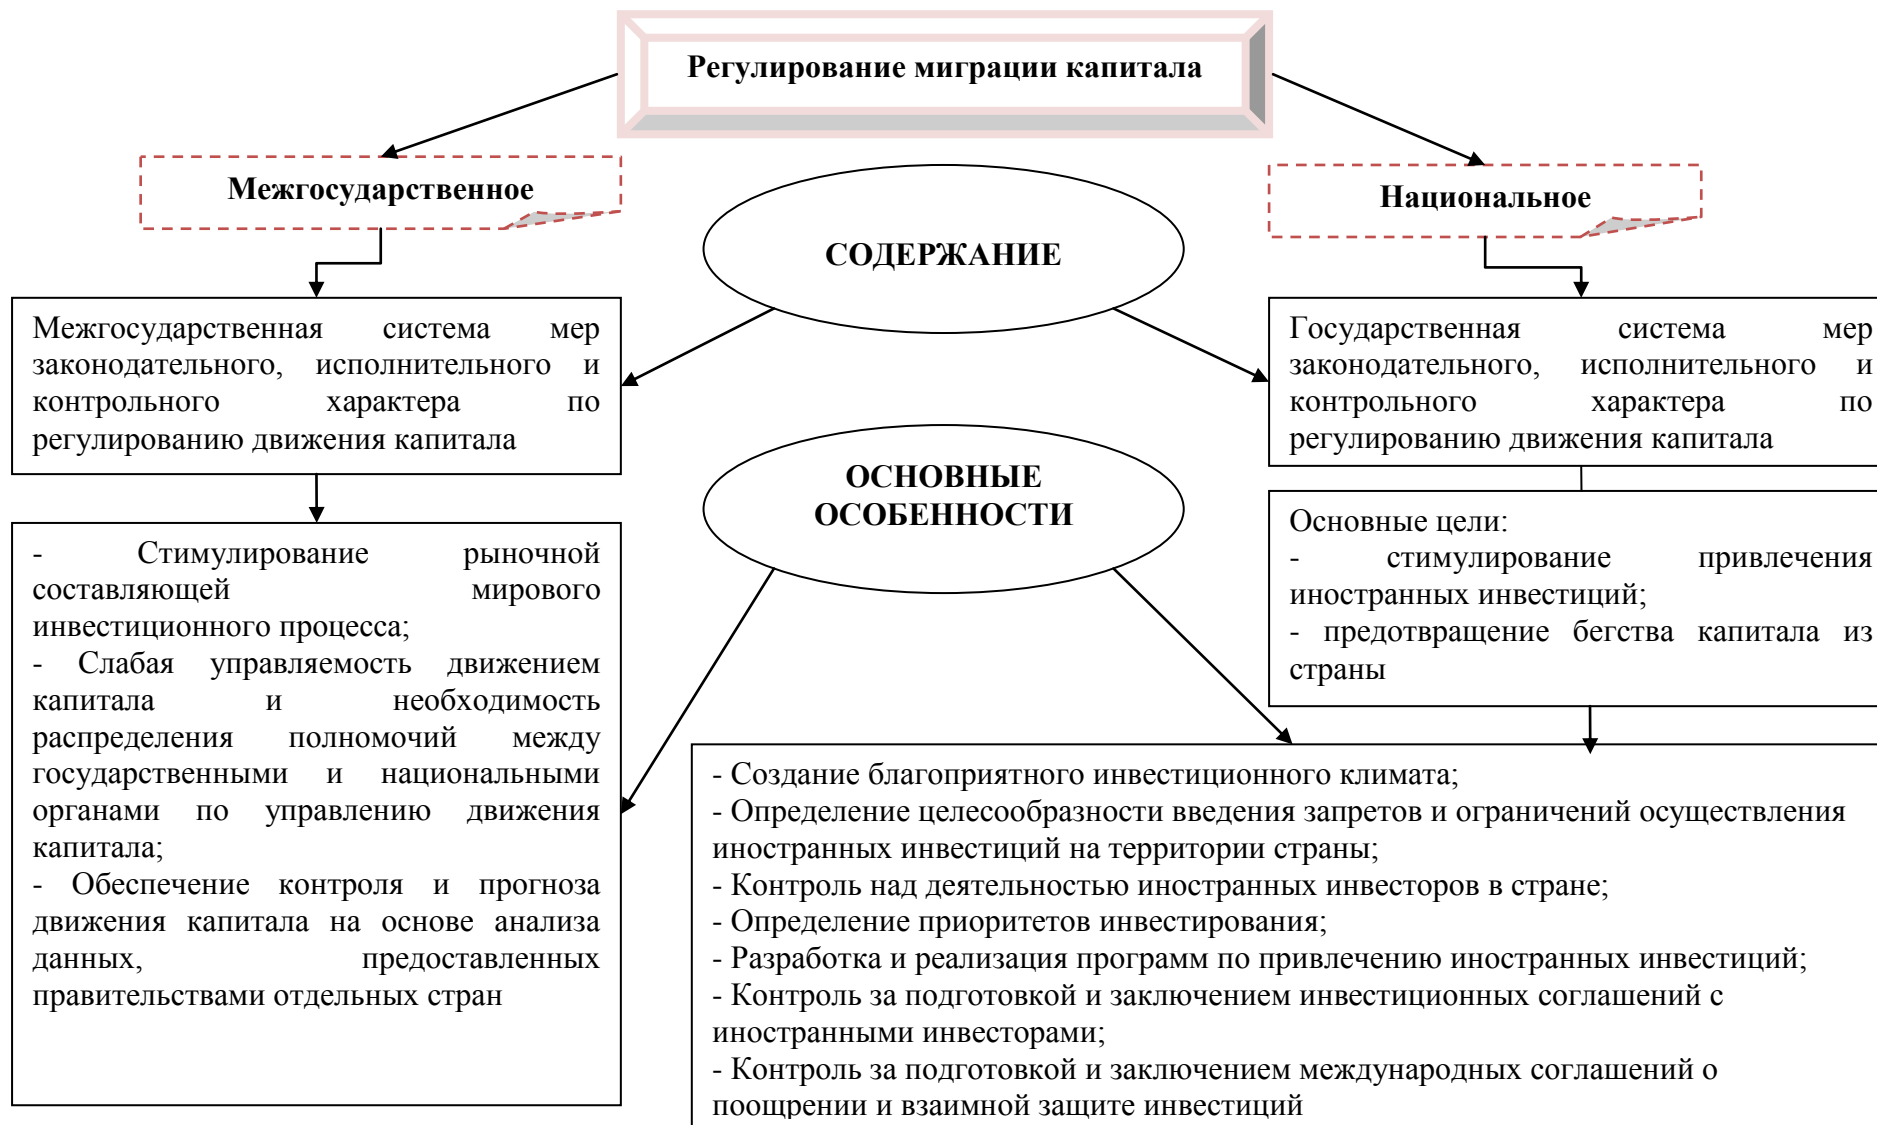 Регулирование миграции капитала
Межгосударственное
Национальное
СОДЕРЖАНИЕ
Межгосударственная система мер
законодательного, исполнительного и
контрольного характера по
регулированию движения капитала
Государственная система мер
законодательного, исполнительного и
контрольного характера по
регулированию движения капитала
ОСНОВНЫЕ
ОСОБЕННОСТИ
- Стимулирование рыночной
составляющей мирового
инвестиционного процесса;
- Слабая управляемость движением
капитала и необходимость
распределения полномочий между
государственными и национальными
органами по управлению движения
капитала;
- Обеспечение контроля и прогноза
движения капитала на основе анализа
данных, предоставленных
правительствами отдельных стран
Основные цели:
- стимулирование привлечения
иностранных инвестиций;
- предотвращение бегства капитала из
страны
- Создание благоприятного инвестиционного климата;
- Определение целесообразности введения запретов и ограничений осуществления
иностранных инвестиций на территории страны;
- Контроль над деятельностью иностранных инвесторов в стране;
- Определение приоритетов инвестирования;
- Разработка и реализация программ по привлечению иностранных инвестиций;
- Контроль за подготовкой и заключением инвестиционных соглашений с
иностранными инвесторами;
- Контроль за подготовкой и заключением международных соглашений о
поощрении и взаимной защите инвестиций